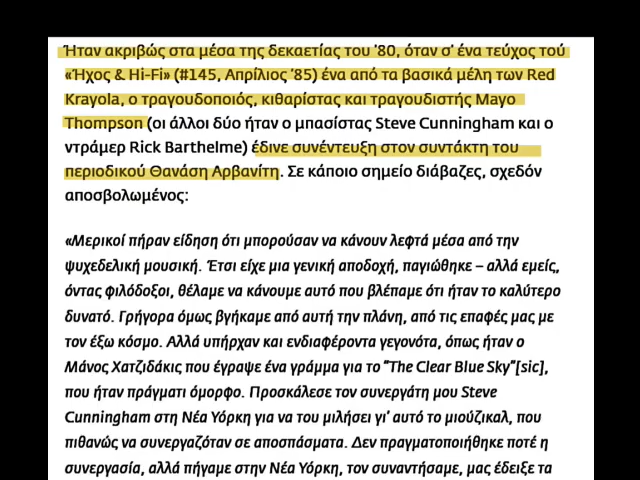 Ήταν ακριβώς στα μέσα της δεκαετίας του '80, όταν σ' ένα τεύχος τού
«Ήχος & Hi-Fi» (#145, Απρίλιος '85) ένα από τα βασικά μέλη των Red
Krayola, ο τραγουδοποιός, κιθαρίστας και τραγουδιστής Mayo
Thompson (οι άλλοι δύο ήταν ο μπασίστας Steve Cunningham και ο
ντράμερ Rick Barthelme) έδινε συνέντευξη στον συντάκτη του
περιοδικού Θανάση Αρβανίτη. Σε κάποιο σημείο διάβαζες, σχεδόν
αποσβολωμένος:
«Μερικοί πήραν είδηση ότι μπορούσαν να κάνουν λεφτά μέσα από την
ψυχεδελική μουσική. Έτσι είχε μια γενική αποδοχή, παγιώθηκε – αλλά εμείς,
όντας φιλόδοξοι, θέλαμε να κάνουμε αυτό που βλέπαμε ότι ήταν το καλύτερο
δυνατό. Γρήγορα όμως βγήκαμε από αυτή την πλάνη, από τις επαφές μας με
τον έξω κόσμο. Αλλά υπήρχαν και ενδιαφέροντα γεγονότα, όπως ήταν ο
Μάνος Χατζιδάκις που έγραψε ένα γράμμα για το "The Clear Blue Sky"[sic],
που ήταν πράγματι όμορφο. Προσκάλεσε τον συνεργάτη μου Steve
Cunningham στη Νέα Υόρκη για να του μιλήσει γι' αυτό το μιούζικαλ, που
πιθανώς να συνεργαζόταν σε αποσπάσματα. Δεν πραγματοποιήθηκε ποτέ η
συνεργασία, αλλά πήγαμε στην Νέα Υόρκη, τον συναντήσαμε, μας έδειξε τα